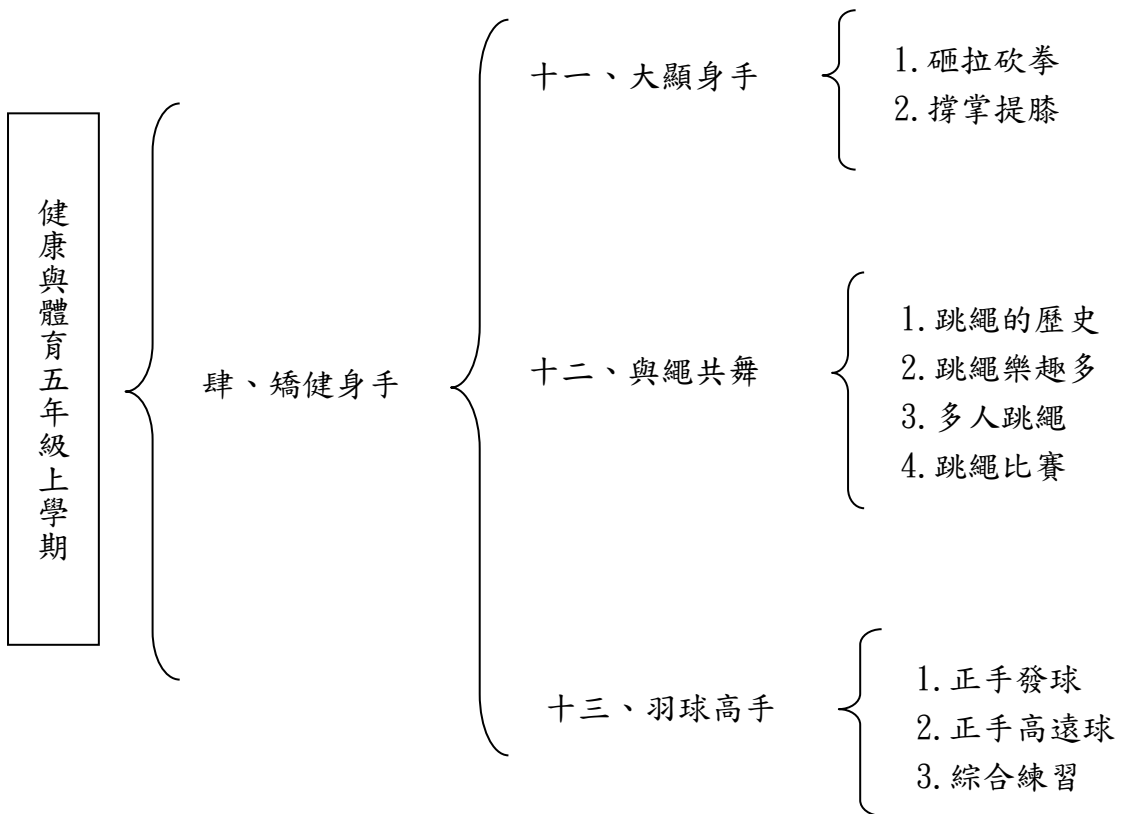 健康與體育五年級上學期
肆、矯健身手
十一、大顯身手
1.砸拉砍拳
2.撐掌提膝
十二、與繩共舞
1.跳繩的歷史
2.跳繩樂趣多
3.多人跳繩
4.跳繩比賽
十三、羽球高手
1.正手發球
2.正手高遠球
3.綜合練習